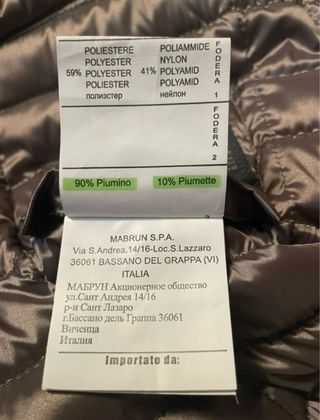 POLIESTERE POLIAMMIDE
POLYESTER NYLON
59% POLYESTER 41% POLYAMID
POLIESTER POLYAMID
полиэстер нейлон
FODERA 1
FODERA 2
90% Piumino 10% Piumette
MABRUN S.P.A.
Via S.Andrea,14/16-Loc.S.Lazzaro
36061 BASSANO DEL GRAPPA (VI)
ITALIA
МАБРУН Акционерное общество
ул.Сант Андрея 14/16
р-н Сант Лазаро
г.Бассано дель Граппа 36061
Виченца
Италия
Importato da: